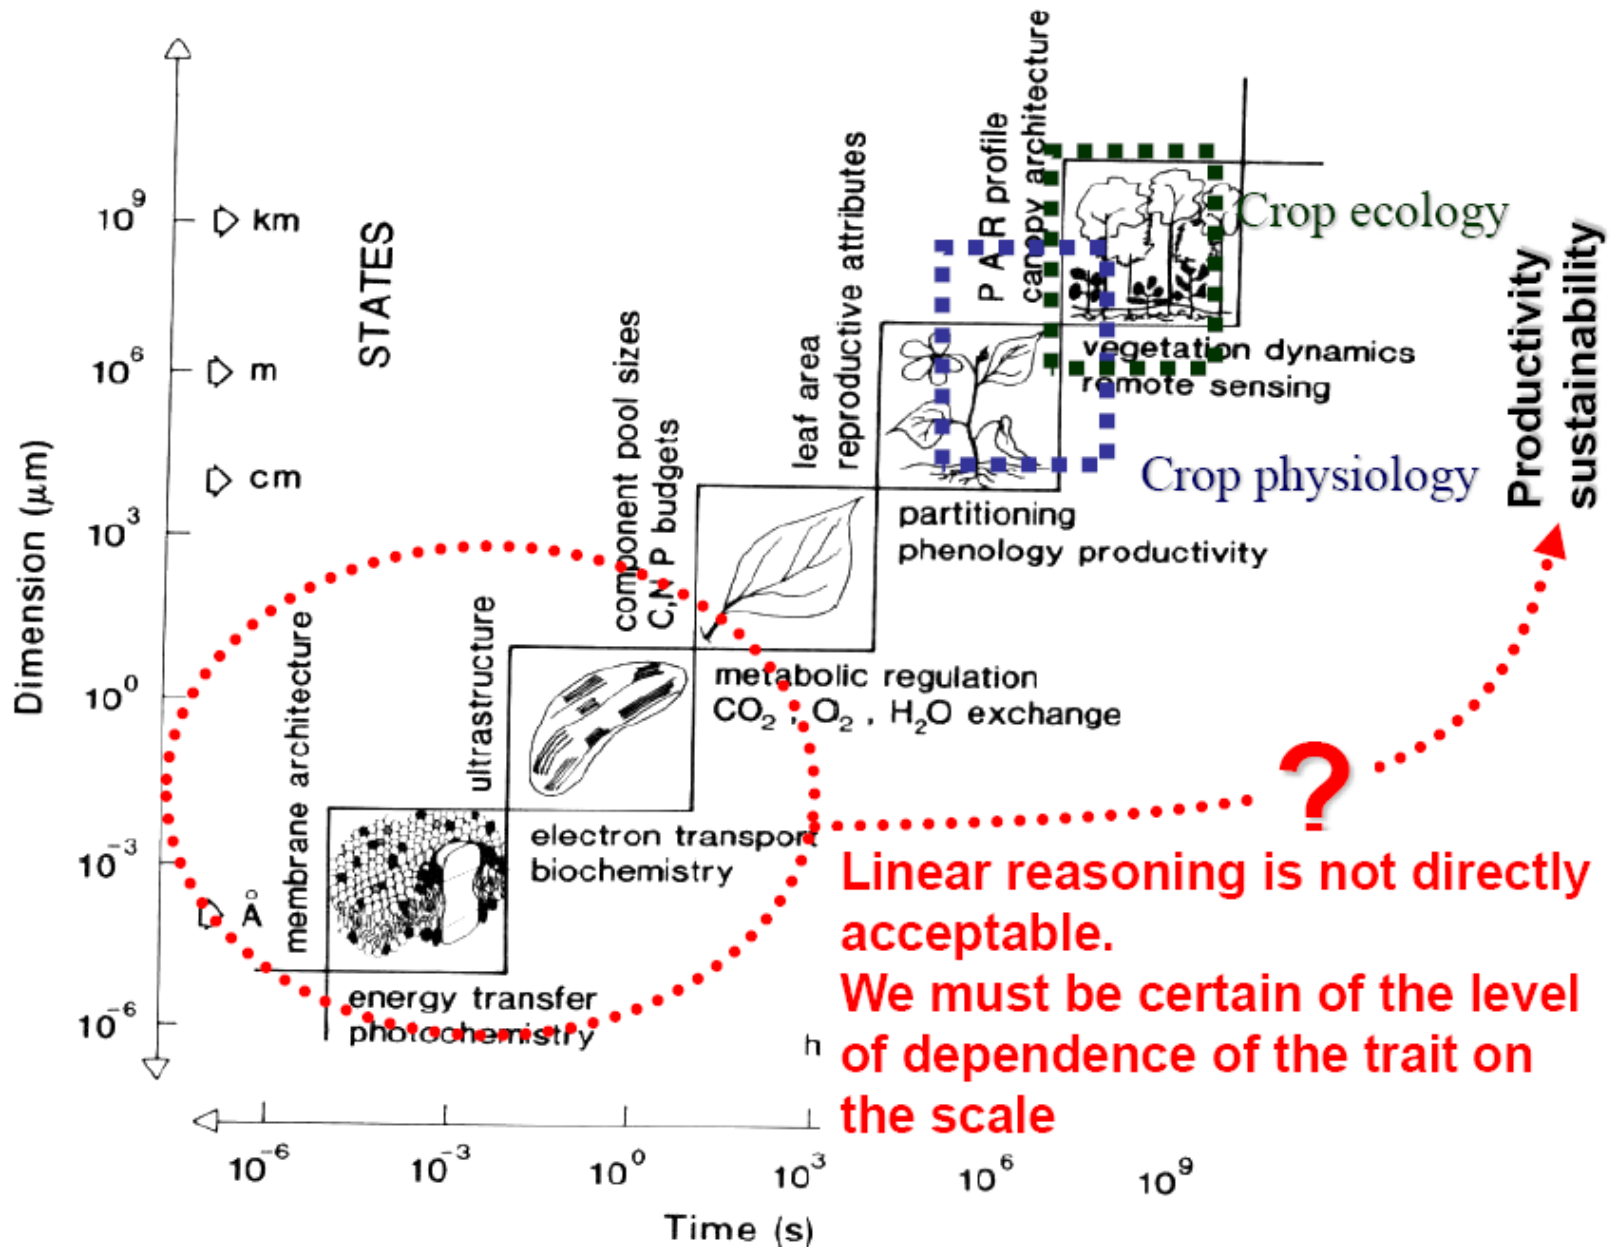 Dimension (μm)
10⁹
km
10⁶
m
cm
10³
10⁰
10⁻³
Å
10⁻⁶
STATES
membrane architecture
ultrastructure
component pool sizes
C,N P budgets
leaf area
reproductive attributes
P A R profile
canopy architecture
Crop ecology
vegetation dynamics
remote sensing
Crop physiology
partitioning
phenology productivity
metabolic regulation
CO₂ , O₂ , H₂O exchange
electron transport
biochemistry
energy transfer
photochemistry
Productivity
sustainability
?
Linear reasoning is not directly
acceptable.
We must be certain of the level
of dependence of the trait on
the scale
h
10⁻⁶
10⁻³
10⁰
10³
10⁶
10⁹
Time (s)